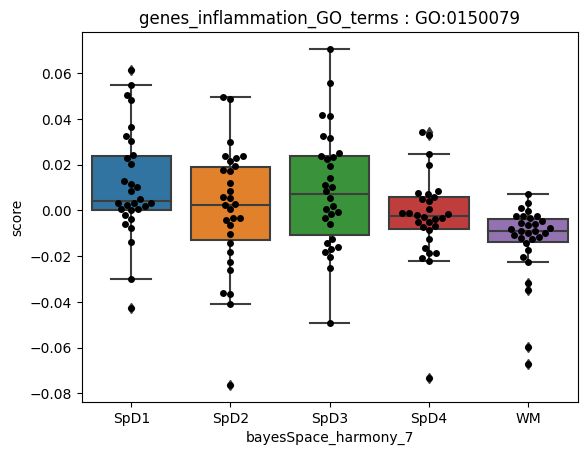 genes_inflammation_GO_terms : GO:0150079
score
0.06
0.04
0.02
0.00
−0.02
−0.04
−0.06
−0.08
SpD1 SpD2 SpD3 SpD4 WM
bayesSpace_harmony_7